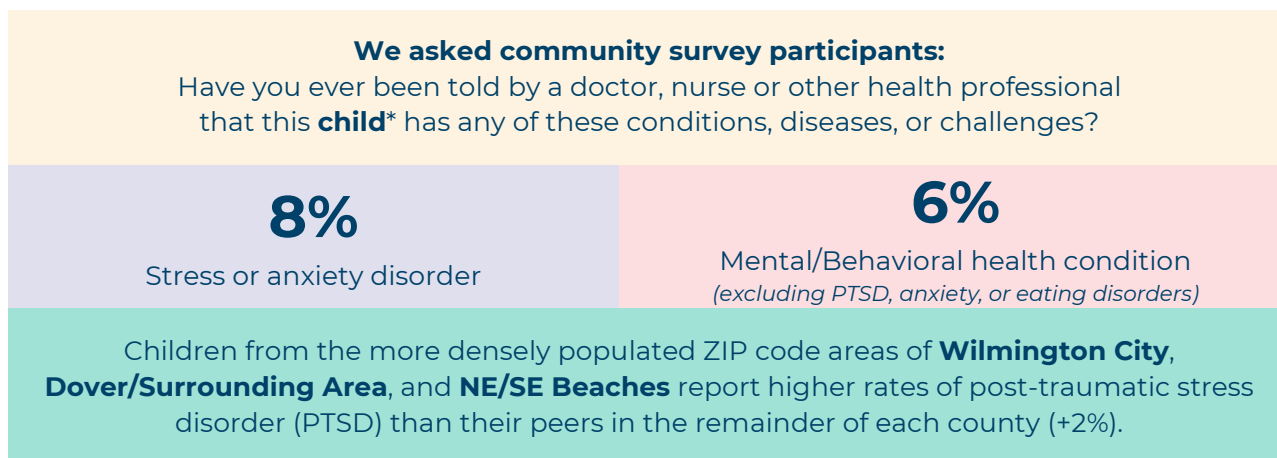 We asked community survey participants:
Have you ever been told by a doctor, nurse or other health professional
that this child* has any of these conditions, diseases, or challenges?
8%
Stress or anxiety disorder
6%
Mental/Behavioral health condition
(excluding PTSD, anxiety, or eating disorders)
Children from the more densely populated ZIP code areas of Wilmington City,
Dover/Surrounding Area, and NE/SE Beaches report higher rates of post-traumatic stress
disorder (PTSD) than their peers in the remainder of each county (+2%).